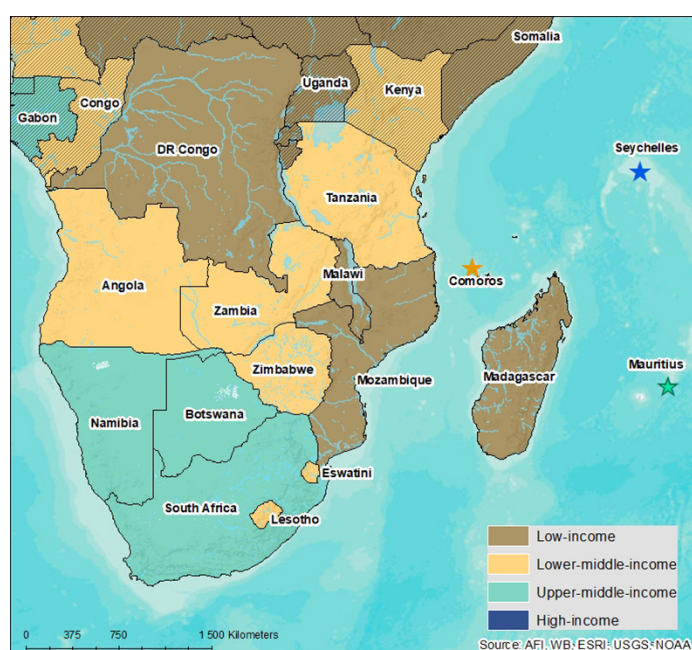 Somalia
Uganda
Kenya
Congo
Gabon
DR Congo
Seychelles
Tanzania
Malawi
Comoros
Angola
Zambia
Zimbabwe
Mozambique
Madagascar
Mauritius
Botswana
Namibia
Eswatini
South Africa
Lesotho
Low-income
Lower-middle-income
Upper-middle-income
High-income
0 375 750 1 500 Kilometers
Source: AFI, WB, ESRI, USGS, NOAA